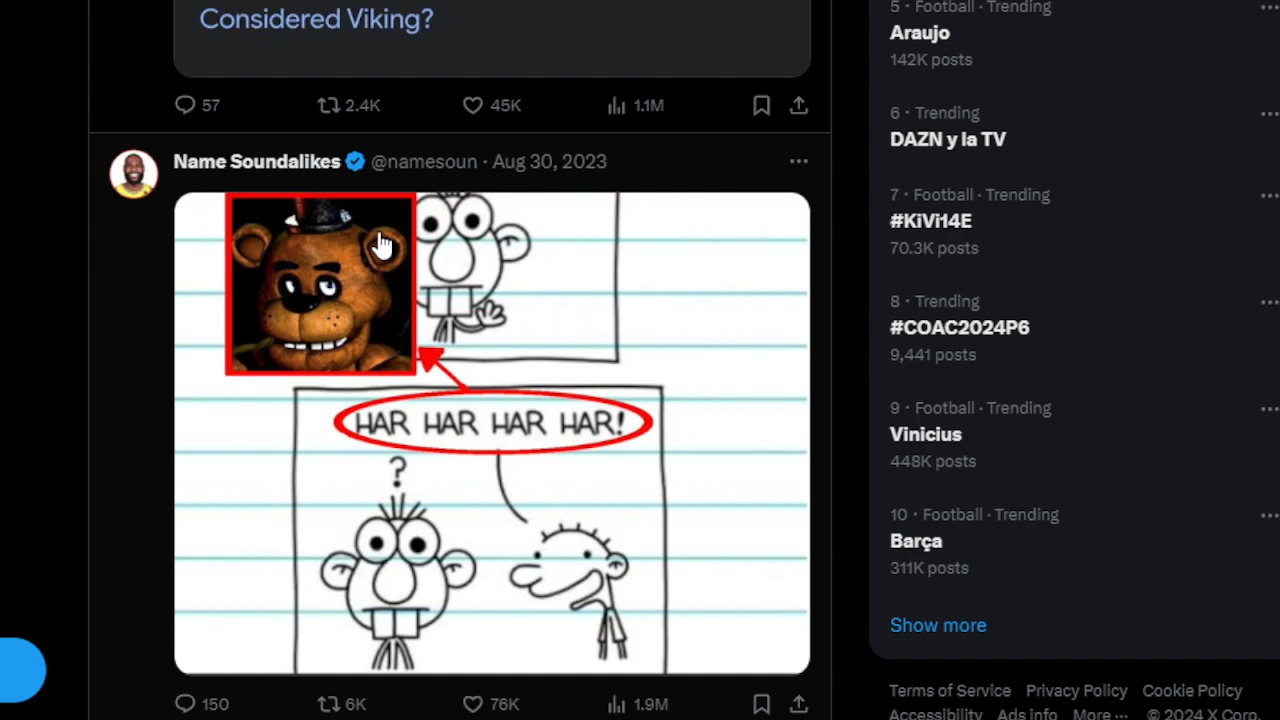 Considered Viking?
57 2.4K 45K 1.1M
Name Soundalikes @namesoun · Aug 30, 2023
HAR HAR HAR HAR!
?
150 6K 76K 1.9M
5 · Football · Trending
Araujo
142K posts
6 · Trending
DAZN y la TV
7 · Football · Trending
#KiVi14E
70.3K posts
8 · Trending
#COAC2024P6
9,441 posts
9 · Football · Trending
Vinicius
448K posts
10 · Football · Trending
Barça
311K posts
Show more
Terms of Service Privacy Policy Cookie Policy
Accessibility Ads info More ··· © 2024 X Corp.